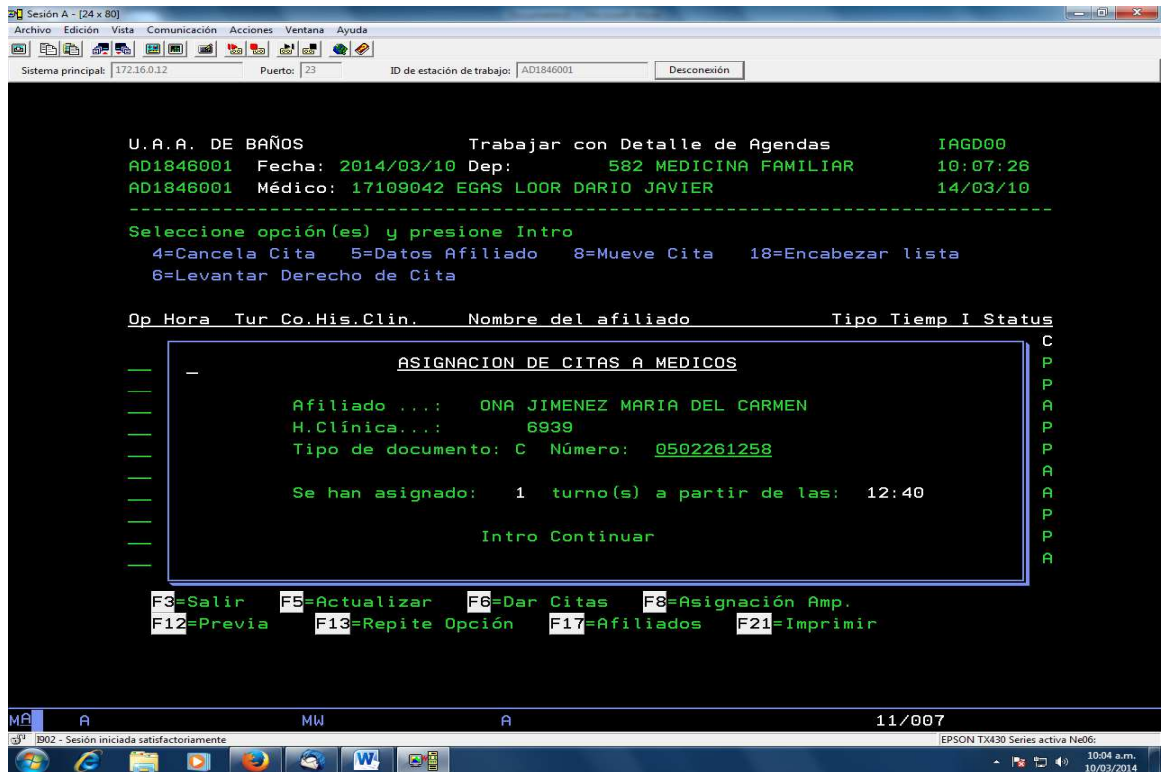 Sesión A - [24 x 80]
Archivo Edición Vista Comunicación Acciones Ventana Ayuda
Sistema principal: 172.16.0.12 Puerto: 23 ID de estación de trabajo: AD1846001 Desconexión
U.A.A. DE BAÑOS Trabajar con Detalle de Agendas IAGD00
AD1846001 Fecha: 2014/03/10 Dep: 582 MEDICINA FAMILIAR 10:07:26
AD1846001 Médico: 17109042 EGAS LOOR DARIO JAVIER 14/03/10
Seleccione opción(es) y presione Intro
4=Cancela Cita 5=Datos Afiliado 8=Mueve Cita 18=Encabezar lista
6=Levantar Derecho de Cita
Op Hora Tur Co.His.Clin. Nombre del afiliado Tipo Tiemp I Status
C
ASIGNACION DE CITAS A MEDICOS P
P
Afiliado ...: ONA JIMENEZ MARIA DEL CARMEN A
H.Clínica...: 6939 P
Tipo de documento: C Número: 0502261258 P
A
Se han asignado: 1 turno(s) a partir de las: 12:40 A
P
Intro Continuar P
A
F3=Salir F5=Actualizar F6=Dar Citas F8=Asignación Amp.
F12=Previa F13=Repite Opción F17=Afiliados F21=Imprimir
MA A MW A 11/007
I902 - Sesión iniciada satisfactoriamente EPSON TX430 Series activa Ne06:
10:04 a.m.
10/03/2014